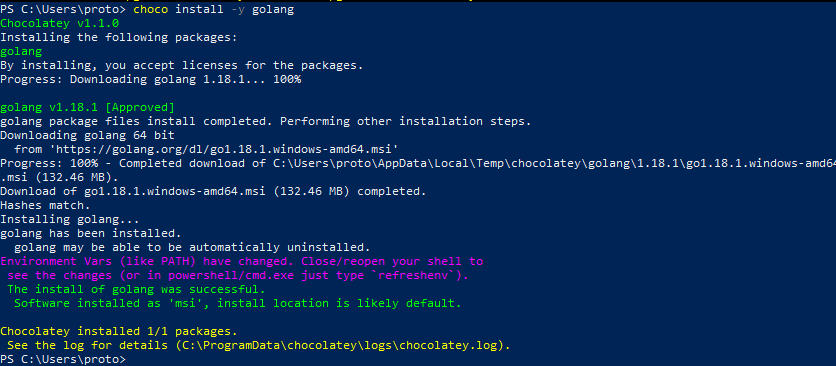 PS C:\Users\proto> choco install -y golang
Chocolatey v1.1.0
Installing the following packages:
golang
By installing, you accept licenses for the packages.
Progress: Downloading golang 1.18.1... 100%
golang v1.18.1 [Approved]
golang package files install completed. Performing other installation steps.
Downloading golang 64 bit
  from 'https://golang.org/dl/go1.18.1.windows-amd64.msi'
Progress: 100% - Completed download of C:\Users\proto\AppData\Local\Temp\chocolatey\golang\1.18.1\go1.18.1.windows-amd64
.msi (132.46 MB).
Download of go1.18.1.windows-amd64.msi (132.46 MB) completed.
Hashes match.
Installing golang...
golang has been installed.
  golang may be able to be automatically uninstalled.
Environment Vars (like PATH) have changed. Close/reopen your shell to
 see the changes (or in powershell/cmd.exe just type `refreshenv`).
 The install of golang was successful.
  Software installed as 'msi', install location is likely default.
Chocolatey installed 1/1 packages.
 See the log for details (C:\ProgramData\chocolatey\logs\chocolatey.log).
PS C:\Users\proto>